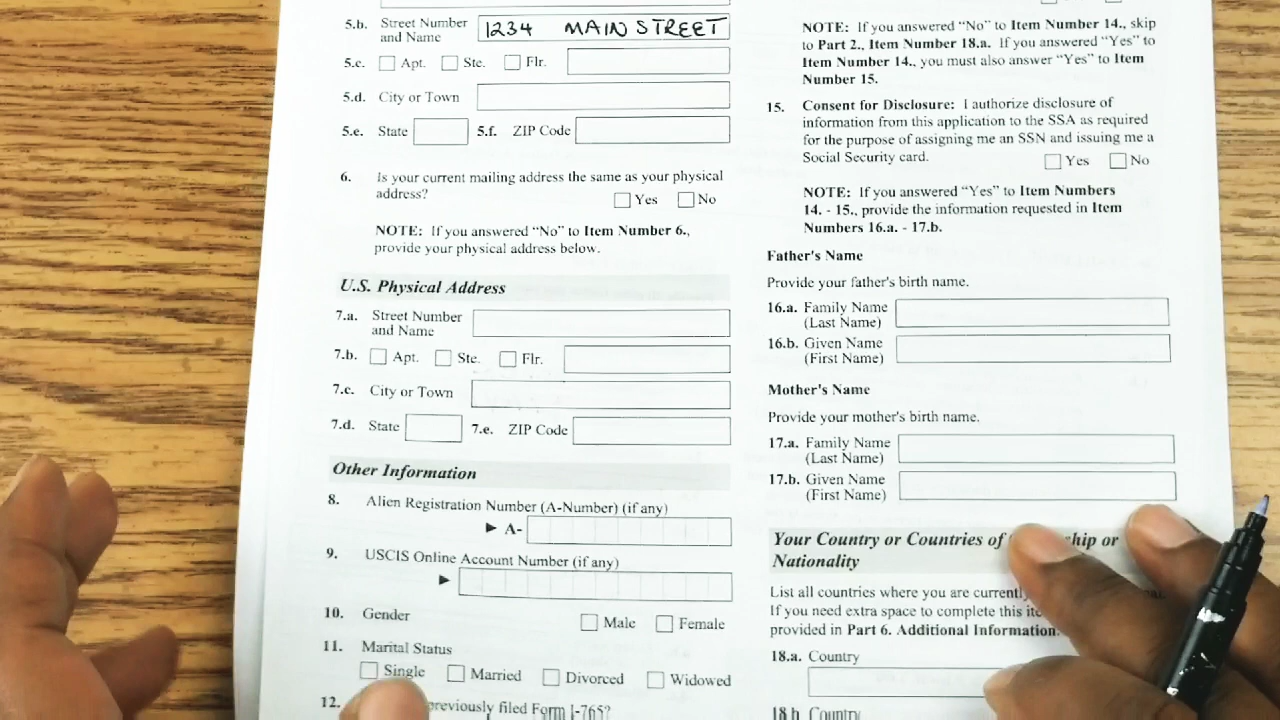 5.b. Street Number and Name 1234 MAIN STREET
5.c. Apt. Ste. Flr.
5.d. City or Town
5.e. State 5.f. ZIP Code
6. Is your current mailing address the same as your physical
address? Yes No
NOTE: If you answered “No” to Item Number 6.,
provide your physical address below.
U.S. Physical Address
7.a. Street Number
and Name
7.b. Apt. Ste. Flr.
7.c. City or Town
7.d. State 7.e. ZIP Code
Other Information
8. Alien Registration Number (A-Number) (if any)
► A-
9. USCIS Online Account Number (if any)
►
10. Gender Male Female
11. Marital Status
Single Married Divorced Widowed
12. previously filed Form I-765?
NOTE: If you answered “No” to Item Number 14., skip
to Part 2., Item Number 18.a. If you answered “Yes” to
Item Number 14., you must also answer “Yes” to Item
Number 15.
15. Consent for Disclosure: I authorize disclosure of
information from this application to the SSA as required
for the purpose of assigning me an SSN and issuing me a
Social Security card. Yes No
NOTE: If you answered “Yes” to Item Numbers
14. - 15., provide the information requested in Item
Numbers 16.a. - 17.b.
Father's Name
Provide your father's birth name.
16.a. Family Name
(Last Name)
16.b. Given Name
(First Name)
Mother's Name
Provide your mother's birth name.
17.a. Family Name
(Last Name)
17.b. Given Name
(First Name)
Your Country or Countries of or
Nationality
List all countries where you are
If you need extra space to complete this
provided in Part 6. Additional Information.
18.a. Country
18.b. Country